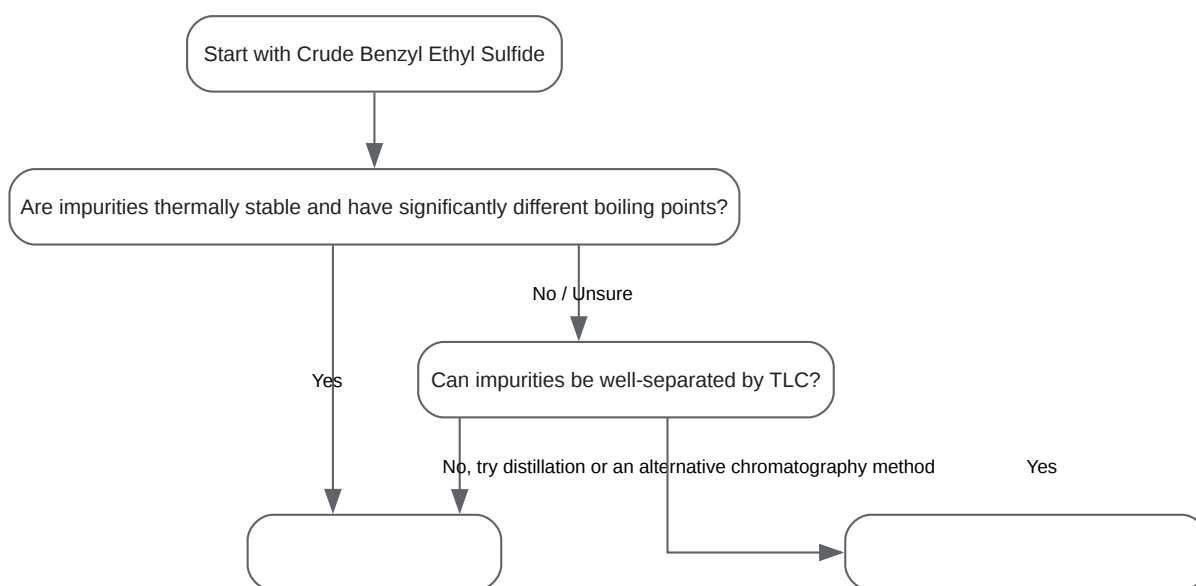 Start with Crude Benzyl Ethyl Sulfide
Are impurities thermally stable and have significantly different boiling points?
No / Unsure
Yes
Can impurities be well-separated by TLC?
No, try distillation or an alternative chromatography method
Yes